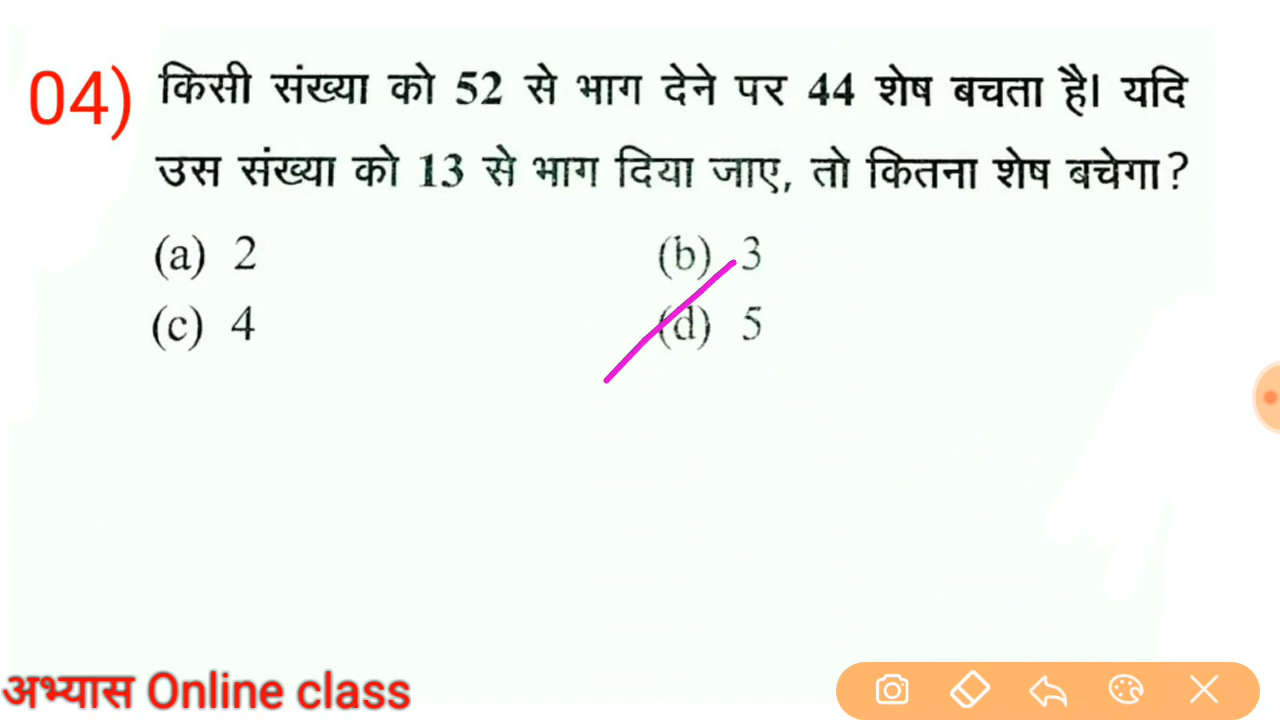 04) किसी संख्या को 52 से भाग देने पर 44 शेष बचता है। यदि
उस संख्या को 13 से भाग दिया जाए, तो कितना शेष बचेगा?
(a) 2 (b) 3
(c) 4 (d) 5
अभ्यास Online class